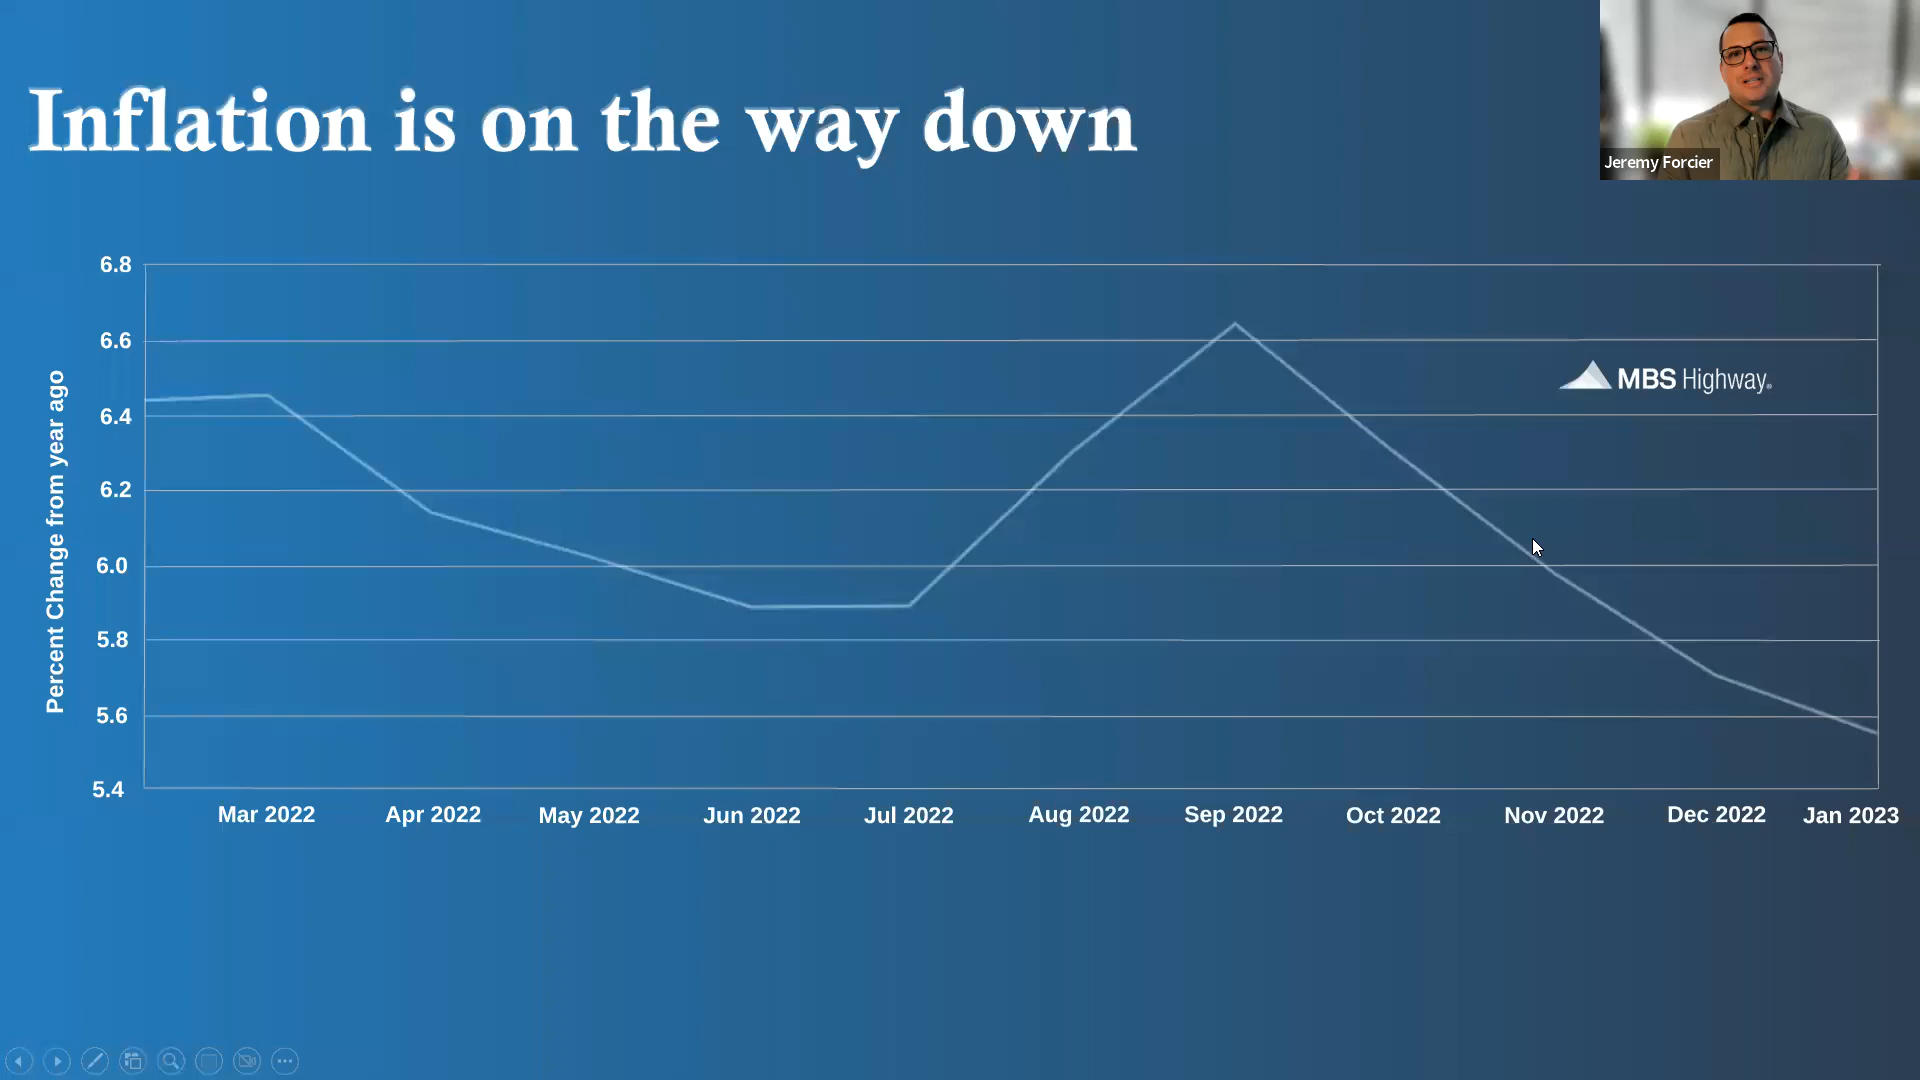 Inflation is on the way down
Jeremy Forcier
6.8
6.6
MBS Highway®
6.4
6.2
6.0
5.8
5.6
5.4
Percent Change from year ago
Mar 2022 Apr 2022 May 2022 Jun 2022 Jul 2022 Aug 2022 Sep 2022 Oct 2022 Nov 2022 Dec 2022 Jan 2023